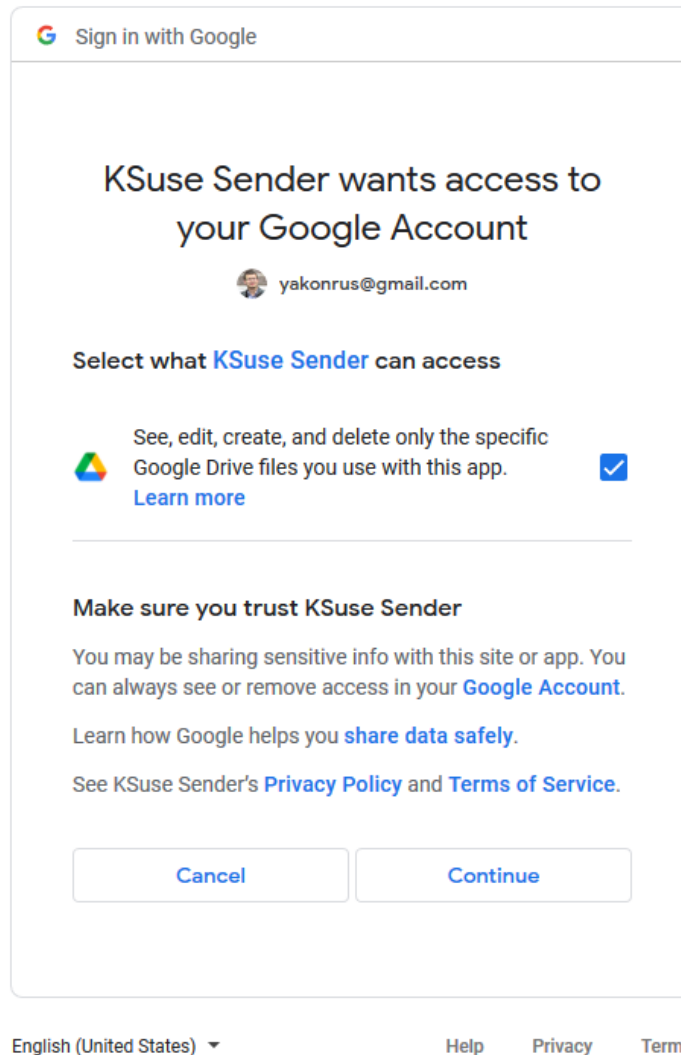 Sign in with Google
KSuse Sender wants access to
your Google Account
yakonrus@gmail.com
Select what KSuse Sender can access
See, edit, create, and delete only the specific
Google Drive files you use with this app.
Learn more
Make sure you trust KSuse Sender
You may be sharing sensitive info with this site or app. You
can always see or remove access in your Google Account.
Learn how Google helps you share data safely.
See KSuse Sender's Privacy Policy and Terms of Service.
Cancel Continue
English (United States) Help Privacy Term